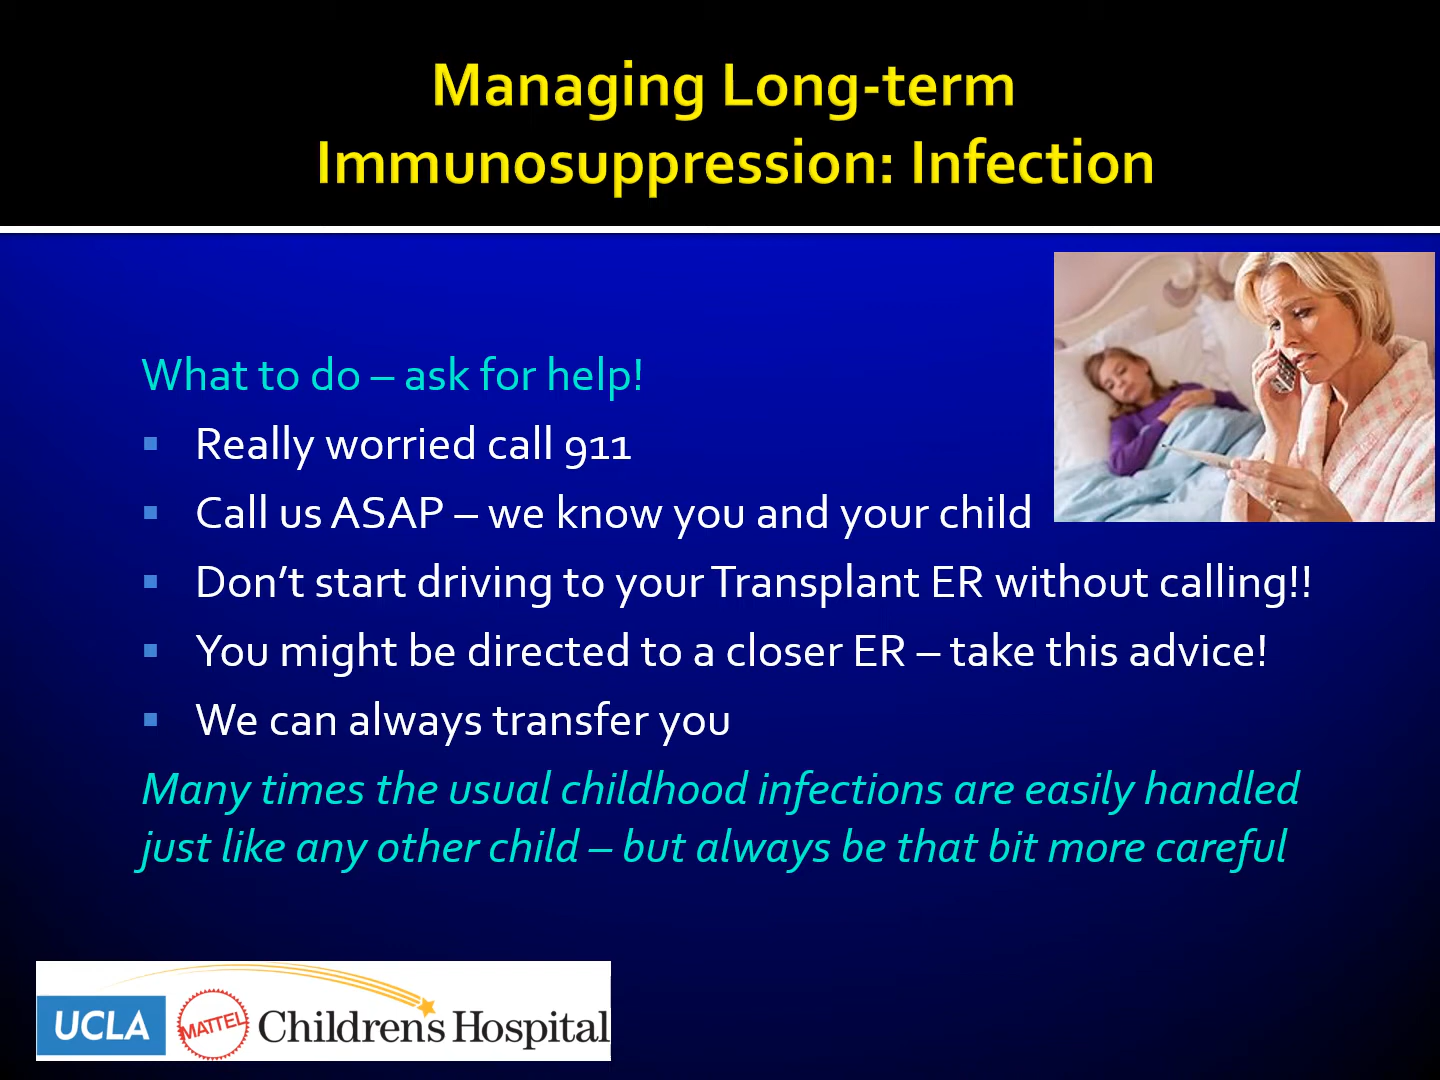 Managing Long-term
Immunosuppression: Infection
What to do – ask for help!
Really worried call 911
Call us ASAP – we know you and your child
Don’t start driving to your Transplant ER without calling!!
You might be directed to a closer ER – take this advice!
We can always transfer you
Many times the usual childhood infections are easily handled
just like any other child – but always be that bit more careful
UCLA MATTEL Children's Hospital